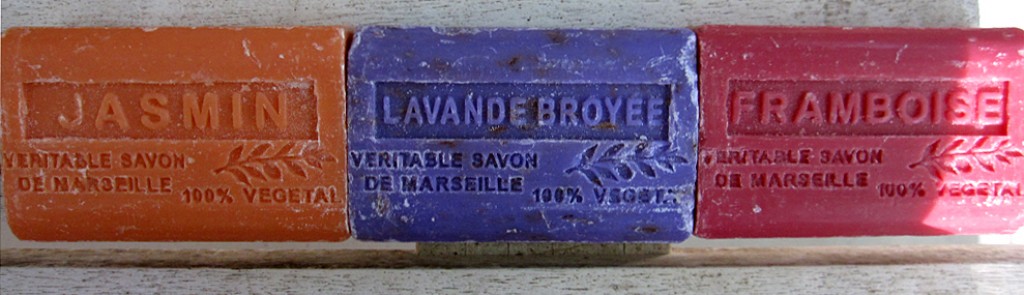 JASMIN
VERITABLE SAVON
DE MARSEILLE
100% VEGETAL
LAVANDE BROYEE
VERITABLE SAVON
DE MARSEILLE
100% VEGETAL
FRAMBOISE
VERITABLE SAVON
DE MARSEILLE
100% VEGETAL